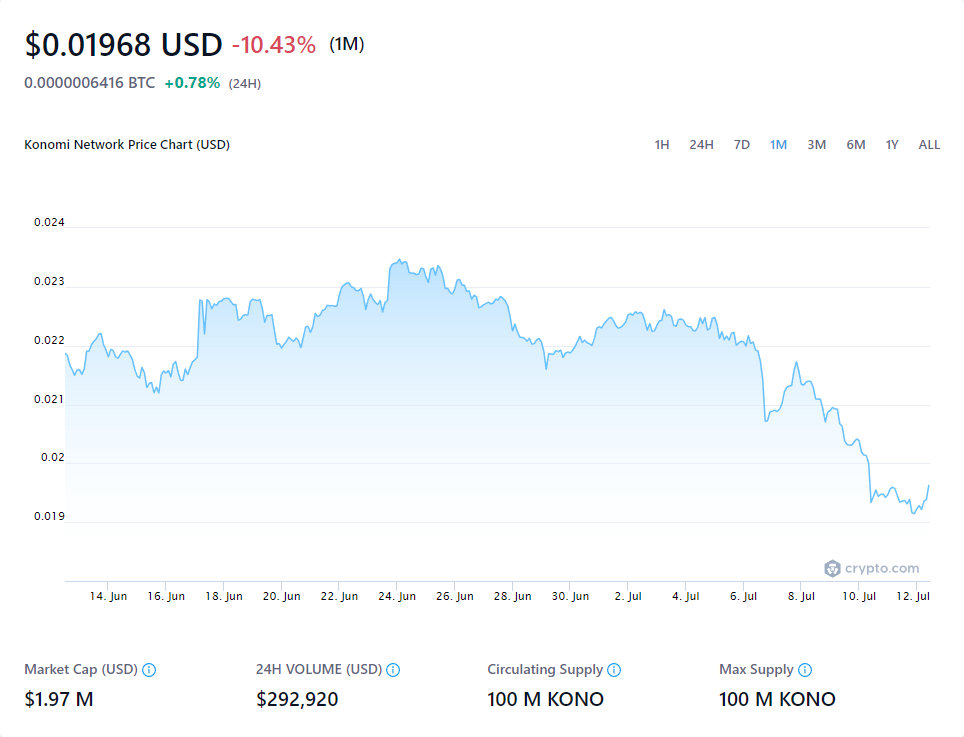 $0.01968 USD -10.43% (1M)
0.0000006416 BTC +0.78% (24H)
Konomi Network Price Chart (USD) 1H 24H 7D 1M 3M 6M 1Y ALL
0.024
0.023
0.022
0.021
0.02
0.019
crypto.com
14. Jun 16. Jun 18. Jun 20. Jun 22. Jun 24. Jun 26. Jun 28. Jun 30. Jun 2. Jul 4. Jul 6. Jul 8. Jul 10. Jul 12. Jul
Market Cap (USD) 24H VOLUME (USD) Circulating Supply Max Supply
$1.97 M $292,920 100 M KONO 100 M KONO